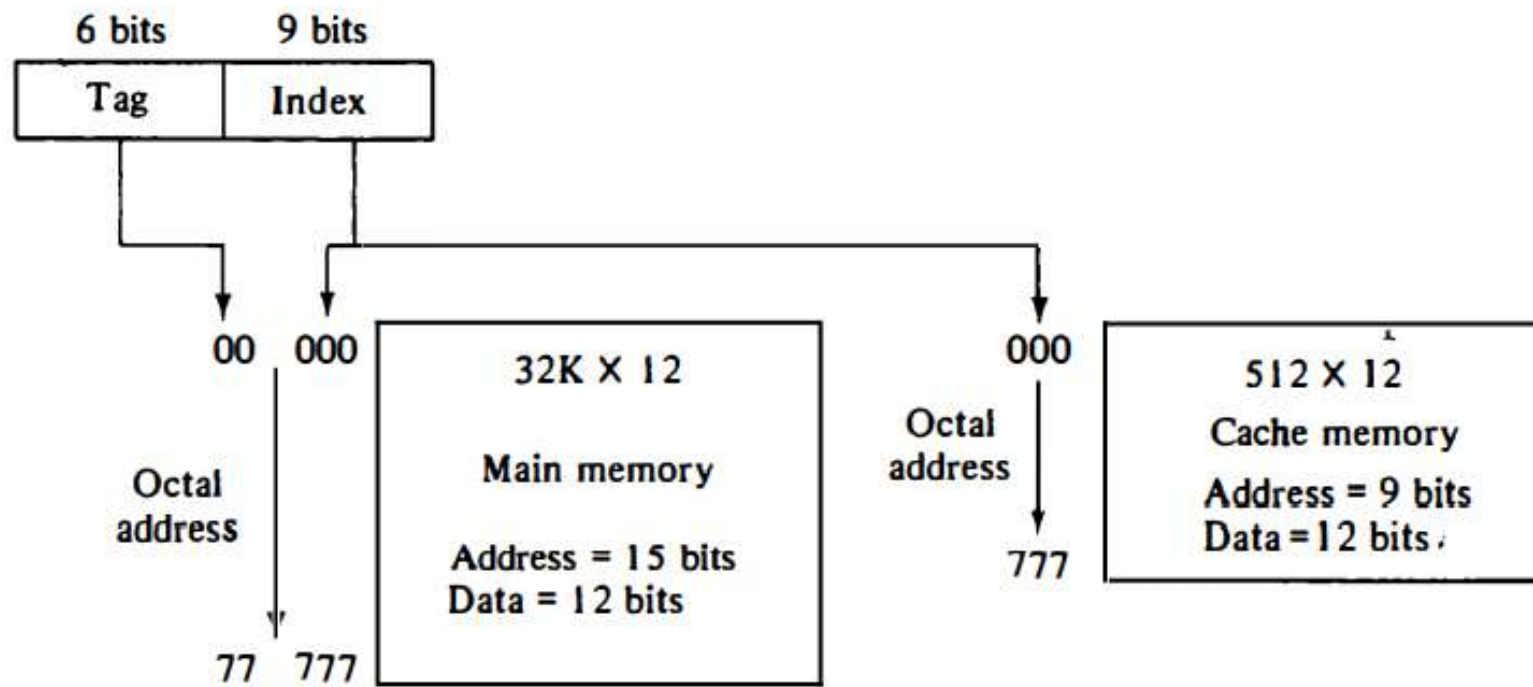 6 bits 9 bits
Tag Index
00 000
32K X 12
Main memory
Address = 15 bits
Data = 12 bits
Octal
address
77 777
000
Octal
address
777
512 X 12
Cache memory
Address = 9 bits
Data = 12 bits